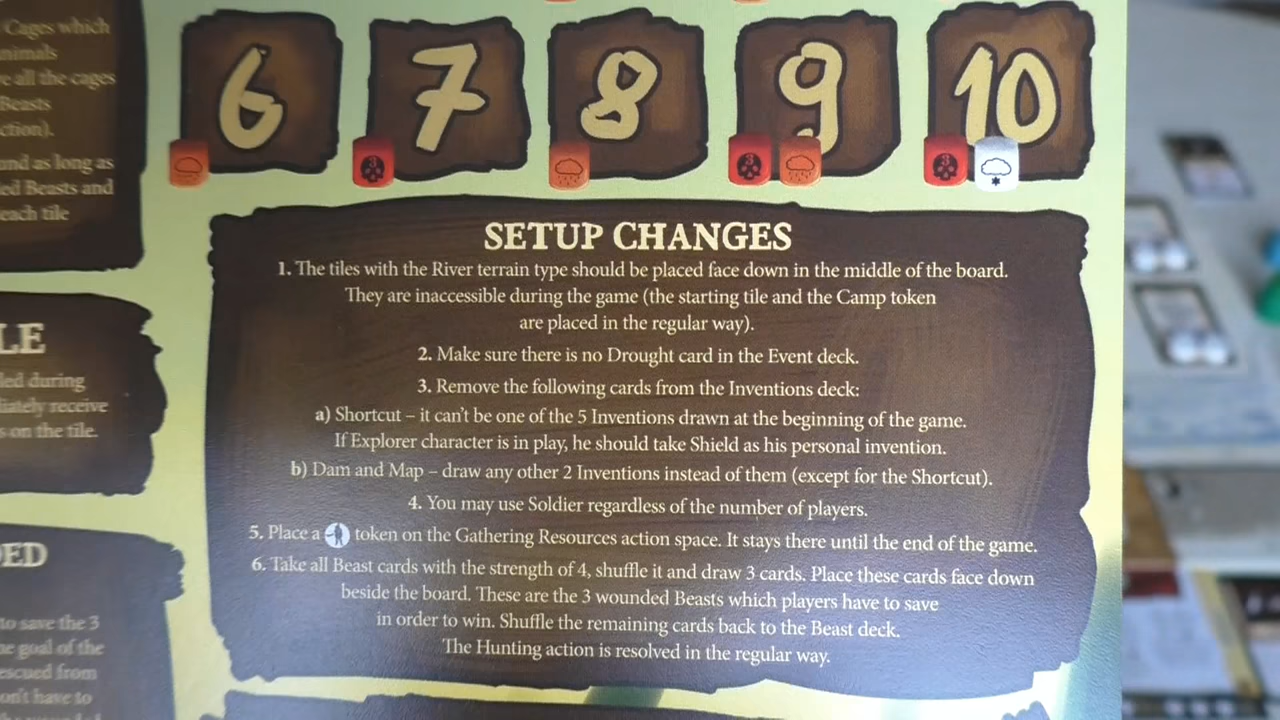 Cages which
nimals
e all the cages
Beasts
ction).
und as long as
ed Beasts and
each tile
LE
led during
liately receive
s on the tile.
ED
to save the 3
he goal of the
escued from
on't have to
6 7 8 9 10
3 3 3
SETUP CHANGES
1. The tiles with the River terrain type should be placed face down in the middle of the board.
They are inaccessible during the game (the starting tile and the Camp token
are placed in the regular way).
2. Make sure there is no Drought card in the Event deck.
3. Remove the following cards from the Inventions deck:
a) Shortcut – it can't be one of the 5 Inventions drawn at the beginning of the game.
If Explorer character is in play, he should take Shield as his personal invention.
b) Dam and Map – draw any other 2 Inventions instead of them (except for the Shortcut).
4. You may use Soldier regardless of the number of players.
5. Place a token on the Gathering Resources action space. It stays there until the end of the game.
6. Take all Beast cards with the strength of 4, shuffle it and draw 3 cards. Place these cards face down
beside the board. These are the 3 wounded Beasts which players have to save
in order to win. Shuffle the remaining cards back to the Beast deck.
The Hunting action is resolved in the regular way.